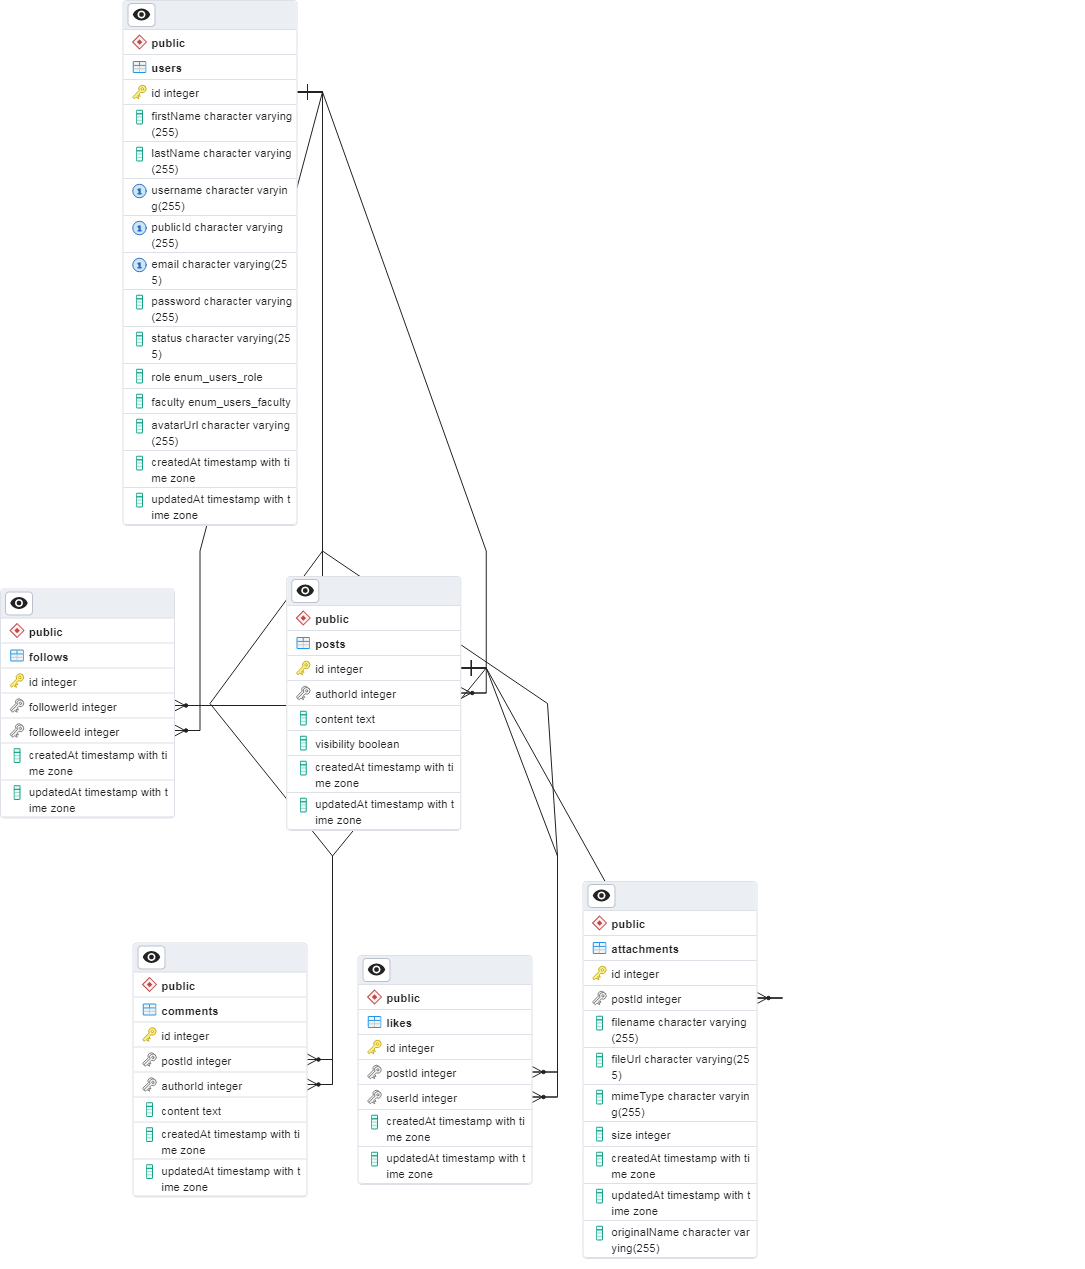 public
users
id integer
firstName character varying
(255)
lastName character varying
(255)
username character varyin
g(255)
publicId character varying
(255)
email character varying(25
5)
password character varying
(255)
status character varying(25
5)
role enum_users_role
faculty enum_users_faculty
avatarUrl character varying
(255)
createdAt timestamp with ti
me zone
updatedAt timestamp with t
ime zone
public
follows
id integer
followerId integer
followeeId integer
createdAt timestamp with ti
me zone
updatedAt timestamp with t
ime zone
public
posts
id integer
authorId integer
content text
visibility boolean
createdAt timestamp with ti
me zone
updatedAt timestamp with t
ime zone
public
comments
id integer
postId integer
authorId integer
content text
createdAt timestamp with ti
me zone
updatedAt timestamp with t
ime zone
public
likes
id integer
postId integer
userId integer
createdAt timestamp with ti
me zone
updatedAt timestamp with t
ime zone
public
attachments
id integer
postId integer
filename character varying
(255)
fileUrl character varying(25
5)
mimeType character varyin
g(255)
size integer
createdAt timestamp with ti
me zone
updatedAt timestamp with t
ime zone
originalName character var
ying(255)